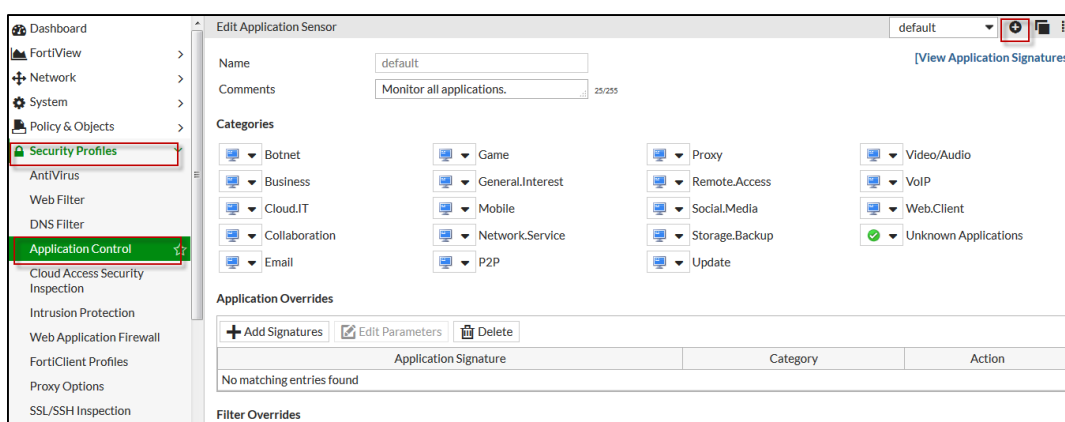 Dashboard
FortiView
Network
System
Policy & Objects
Security Profiles
AntiVirus
Web Filter
DNS Filter
Application Control
Cloud Access Security
Inspection
Intrusion Protection
Web Application Firewall
FortiClient Profiles
Proxy Options
SSL/SSH Inspection
Edit Application Sensor
default
Name
default
[View Application Signatures
Comments
Monitor all applications.
25/255
Categories
Botnet
Game
Proxy
Video/Audio
Business
General.Interest
Remote.Access
VoIP
Cloud.IT
Mobile
Social.Media
Web.Client
Collaboration
Network.Service
Storage.Backup
Unknown Applications
Email
P2P
Update
Application Overrides
Add Signatures
Edit Parameters
Delete
Application Signature
Category
Action
No matching entries found
Filter Overrides